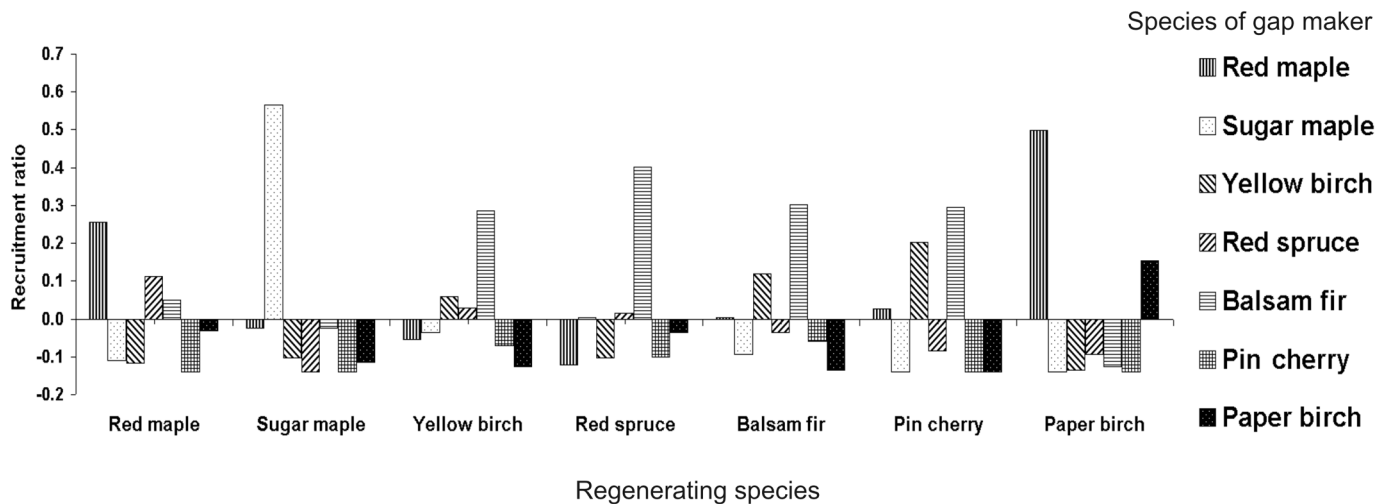 Species of gap maker
Red maple
Sugar maple
Yellow birch
Red spruce
Balsam fir
Pin cherry
Paper birch
Recruitment ratio
0.7
0.6
0.5
0.4
0.3
0.2
0.1
0.0
-0.1
-0.2
Red maple Sugar maple Yellow birch Red spruce Balsam fir Pin cherry Paper birch
Regenerating species